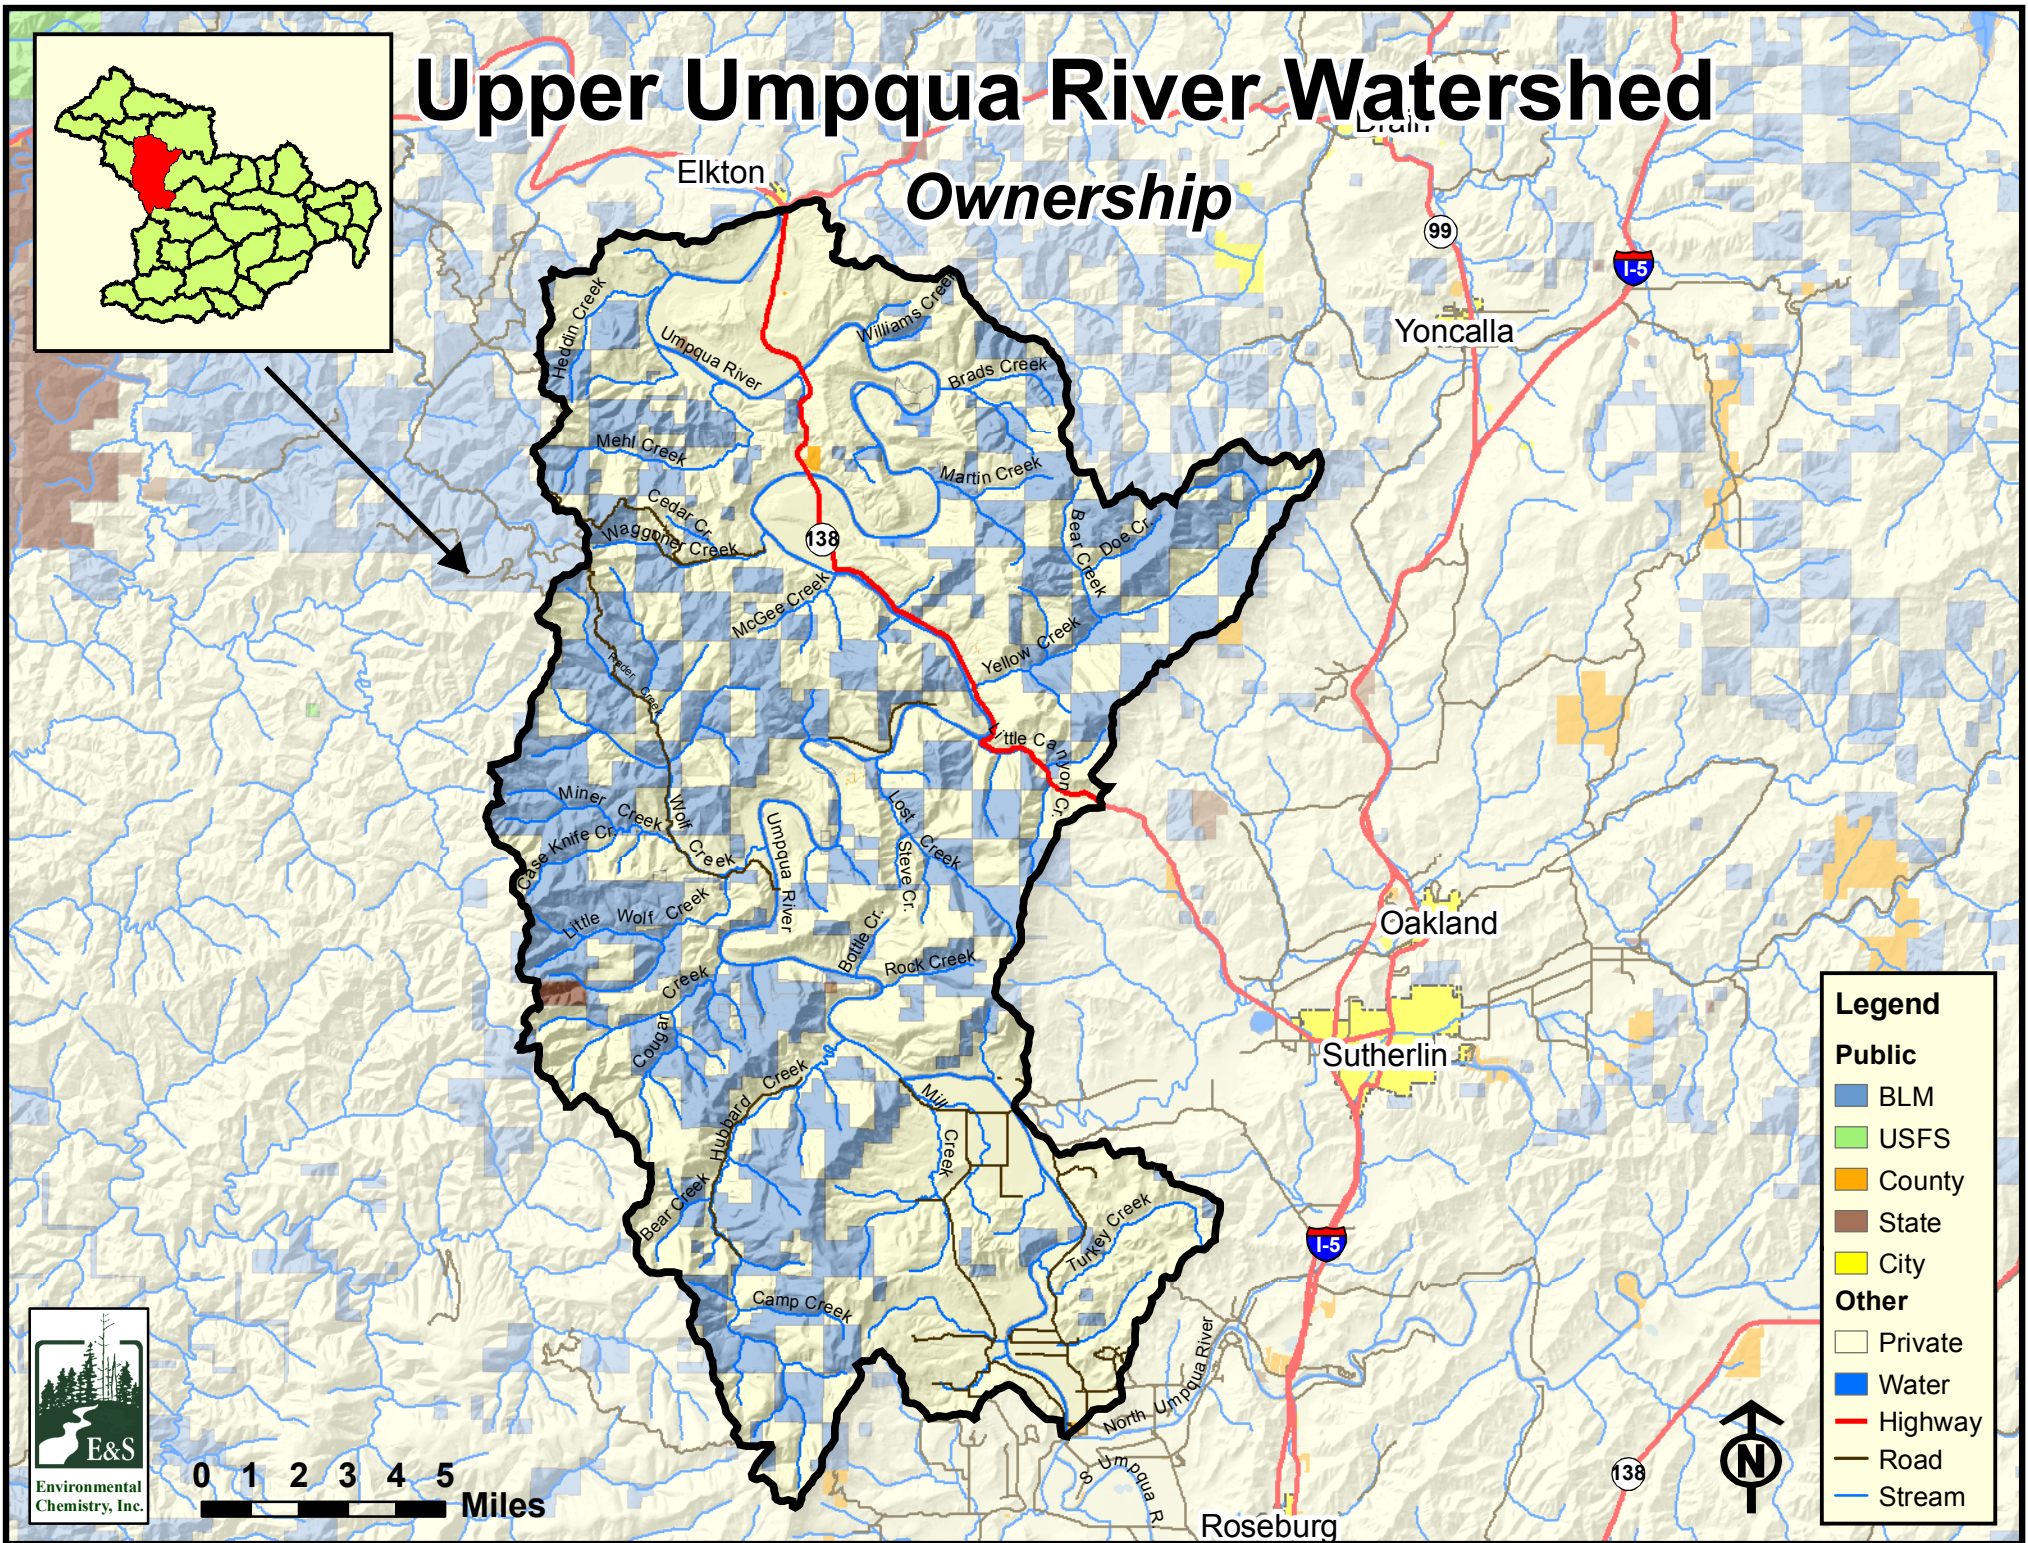 Upper Umpqua River Watershed
Ownership
Drain
Elkton
99
I-5
Yoncalla
Heddin Creek
Umpqua River
Williams Creek
Brads Creek
Mehl Creek
Martin Creek
Cedar Cr.
Waggoner Creek
138
Bear Creek
Doe Cr.
McGee Creek
Yellow Creek
Rader Creek
Little Canyon Cr.
Miner Creek
Wolf Creek
Case Knife Cr.
Umpqua River
Lost Creek
Steve Cr.
Little Wolf Creek
Bottle Cr.
Rock Creek
Oakland
Cougar Creek
Sutherlin
Hubbard Creek
Mill Creek
Bear Creek
Turkey Creek
I-5
Camp Creek
North Umpqua River
S Umpqua R.
Roseburg
138
N
Legend
Public
BLM
USFS
County
State
City
Other
Private
Water
Highway
Road
Stream
E&S
Environmental
Chemistry, Inc.
0 1 2 3 4 5
Miles